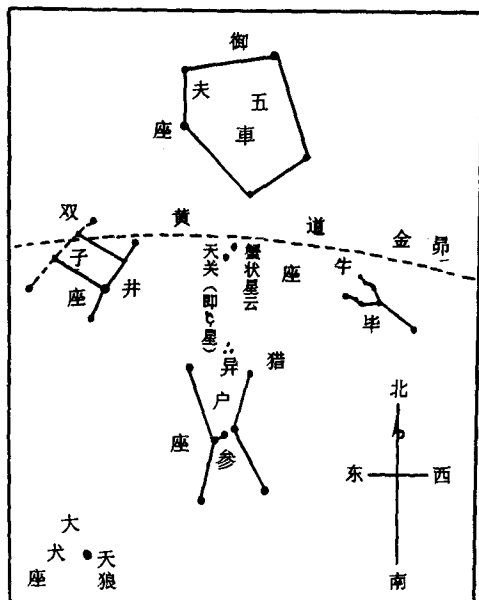 御夫座
五車
双子座
井
黄道
金牛座
昴
毕
天关（即ζ星）
蟹状星云
异
猎户座
参
北
东
西
南
大犬座
天狼